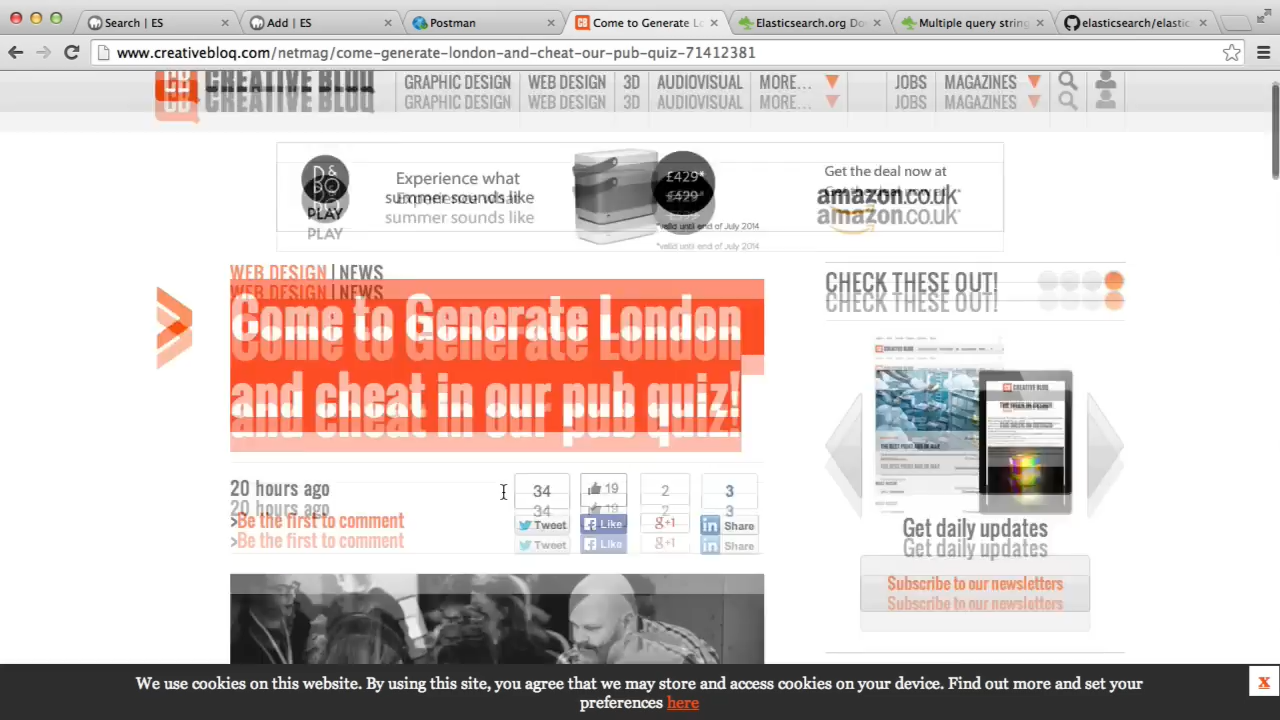 Search | ES
Add | ES
Postman
Come to Generate Lo
Elasticsearch.org Do
Multiple query string
elasticsearch/elastic
www.creativebloq.com/netmag/come-generate-london-and-cheat-our-pub-quiz-71412381
CREATIVE BLOQ
GRAPHIC DESIGN
WEB DESIGN
3D
AUDIOVISUAL
MORE...
JOBS
MAGAZINES
B&O
PLAY
Experience what
summer sounds like
£429*
*valid until end of July 2014
Get the deal now at
amazon.co.uk
WEB DESIGN | NEWS
Come to Generate London
and cheat in our pub quiz!
20 hours ago
>Be the first to comment
34
19
2
3
Tweet
Like
g+1
in Share
CHECK THESE OUT!
Get daily updates
Subscribe to our newsletters
We use cookies on this website. By using this site, you agree that we may store and access cookies on your device. Find out more and set your
preferences here
x